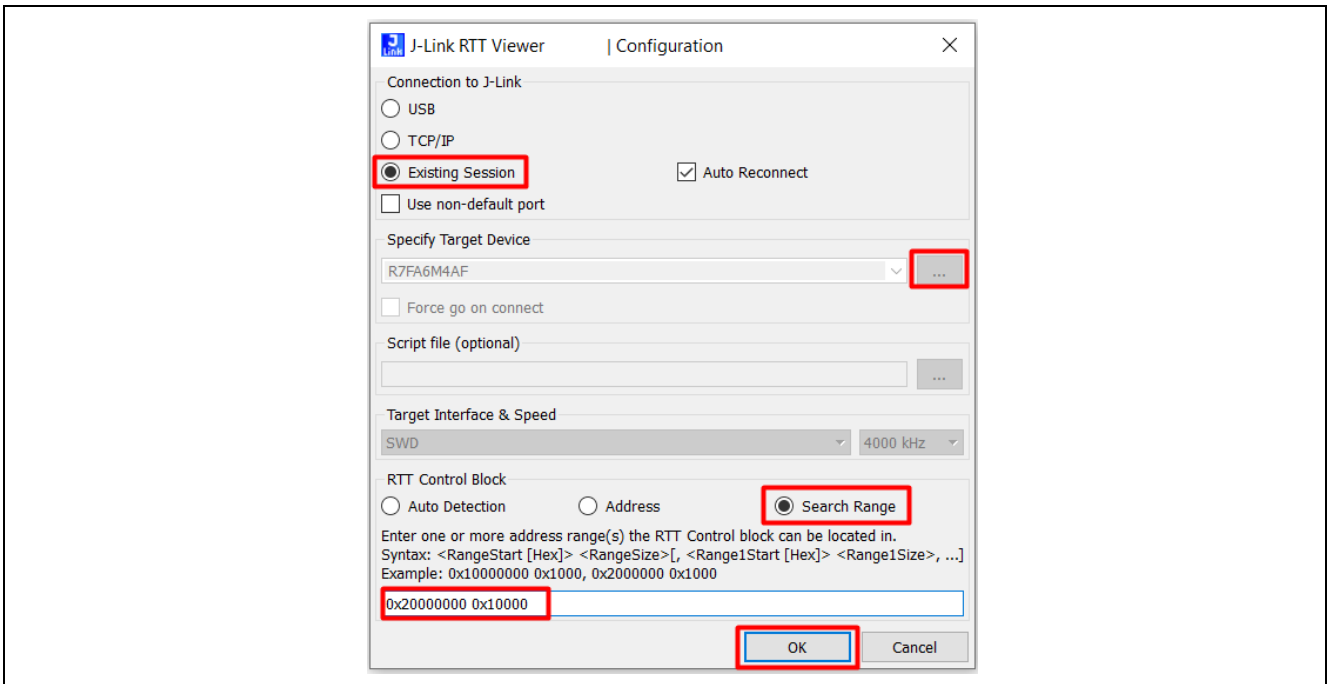 J-Link RTT Viewer | Configuration
Connection to J-Link
USB
TCP/IP
Existing Session Auto Reconnect
Use non-default port
Specify Target Device
R7FA6M4AF ...
Force go on connect
Script file (optional)
...
Target Interface & Speed
SWD 4000 kHz
RTT Control Block
Auto Detection Address Search Range
Enter one or more address range(s) the RTT Control block can be located in.
Syntax: <RangeStart [Hex]> <RangeSize>[, <Range1Start [Hex]> <Range1Size>, ...]
Example: 0x10000000 0x1000, 0x2000000 0x1000
0x20000000 0x10000
OK Cancel